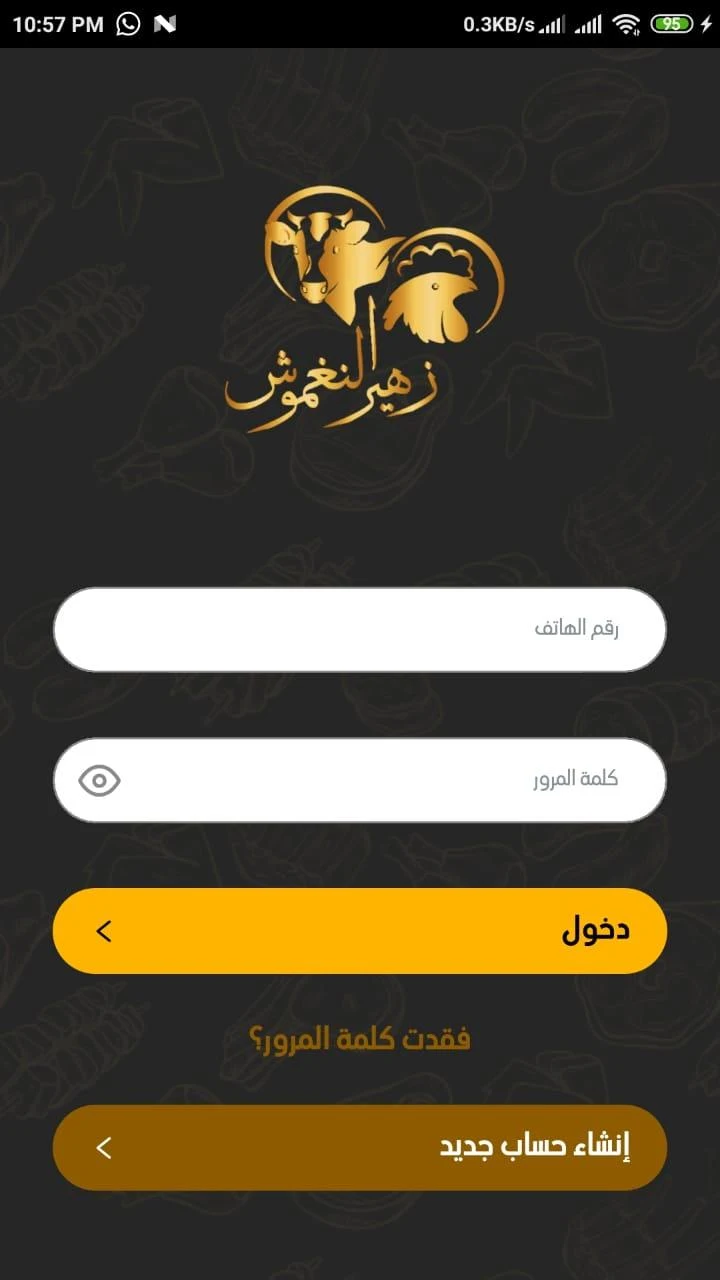 10:57 PM 0.3KB/s 95
زهير النغموش
رقم الهاتف
كلمة المرور
دخول
فقدت كلمة المرور؟
إنشاء حساب جديد